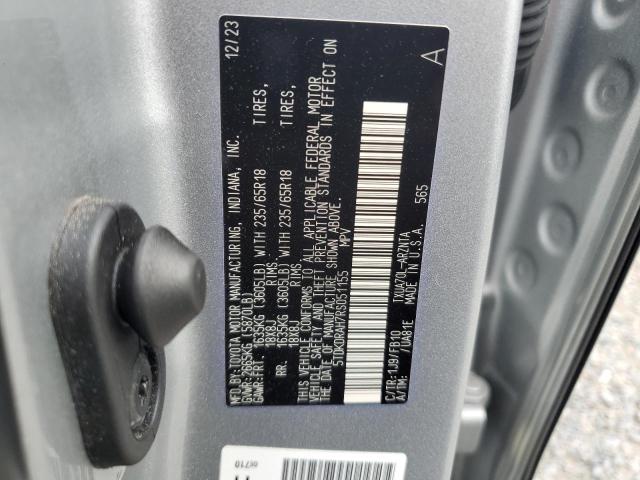 MFD.BY:TOYOTA MOTOR MANUFACTURING, INDIANA, INC. 12/23
GVWR:2665KG (5870LB)
GAWR:FRT. 1635KG (3605LB) WITH 235/65R18 TIRES,
18X8J RIMS
RR. 1635KG (3605LB) WITH 235/65R18 TIRES,
18X8J RIMS
THIS VEHICLE CONFORMS TO ALL APPLICABLE FEDERAL MOTOR
VEHICLE SAFETY AND THEFT PREVENTION STANDARDS IN EFFECT ON
THE DATE OF MANUFACTURE SHOWN ABOVE. A
5TDKDRAH7RS051155 MPV
C/TR:1J9/FB10 TXUA70L-ARZNTA 565
A/TM: /UA81E MADE IN U.S.A.